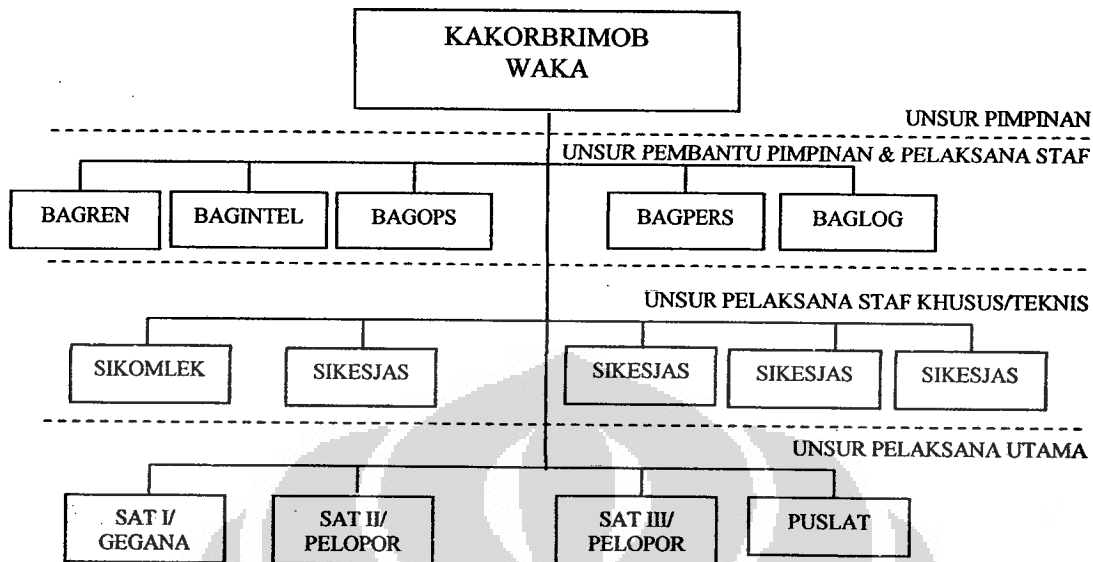 KAKORBRIMOB
WAKA
UNSUR PIMPINAN
UNSUR PEMBANTU PIMPINAN & PELAKSANA STAF
BAGREN
BAGINTEL
BAGOPS
BAGPERS
BAGLOG
UNSUR PELAKSANA STAF KHUSUS/TEKNIS
SIKOMLEK
SIKESJAS
SIKESJAS
SIKESJAS
SIKESJAS
UNSUR PELAKSANA UTAMA
SAT I/
GEGANA
SAT II/
PELOPOR
SAT III/
PELOPOR
PUSLAT